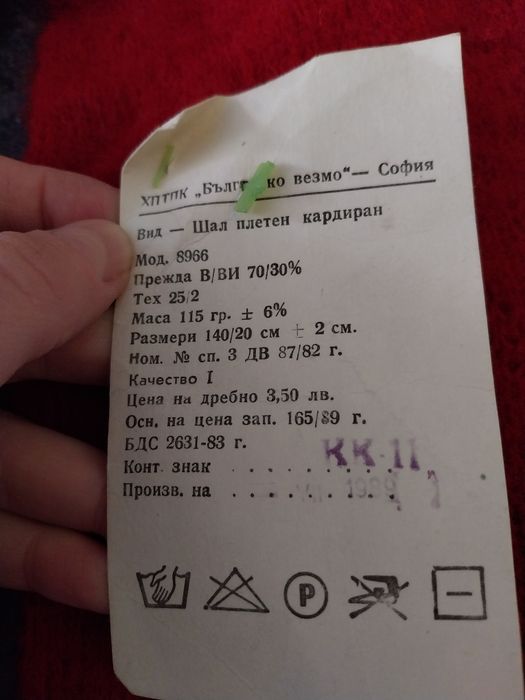 ХПТПК „Бълг ко везмо“ — София
Вид — Шал плетен кардиран
Мод. 8966
Прежда В/ВИ 70/30%
Тех 25/2
Маса 115 гр. ± 6%
Размери 140/20 см ± 2 см.
Ном. № сп. 3 ДВ 87/82 г.
Качество I
Цена на дребно 3,50 лв.
Осн. на цена зап. 165/89 г.
БДС 2631-83 г.
Конт. знак . . . . . . . . . КК-11
Произв. на . . . . . . . . . 1989
P